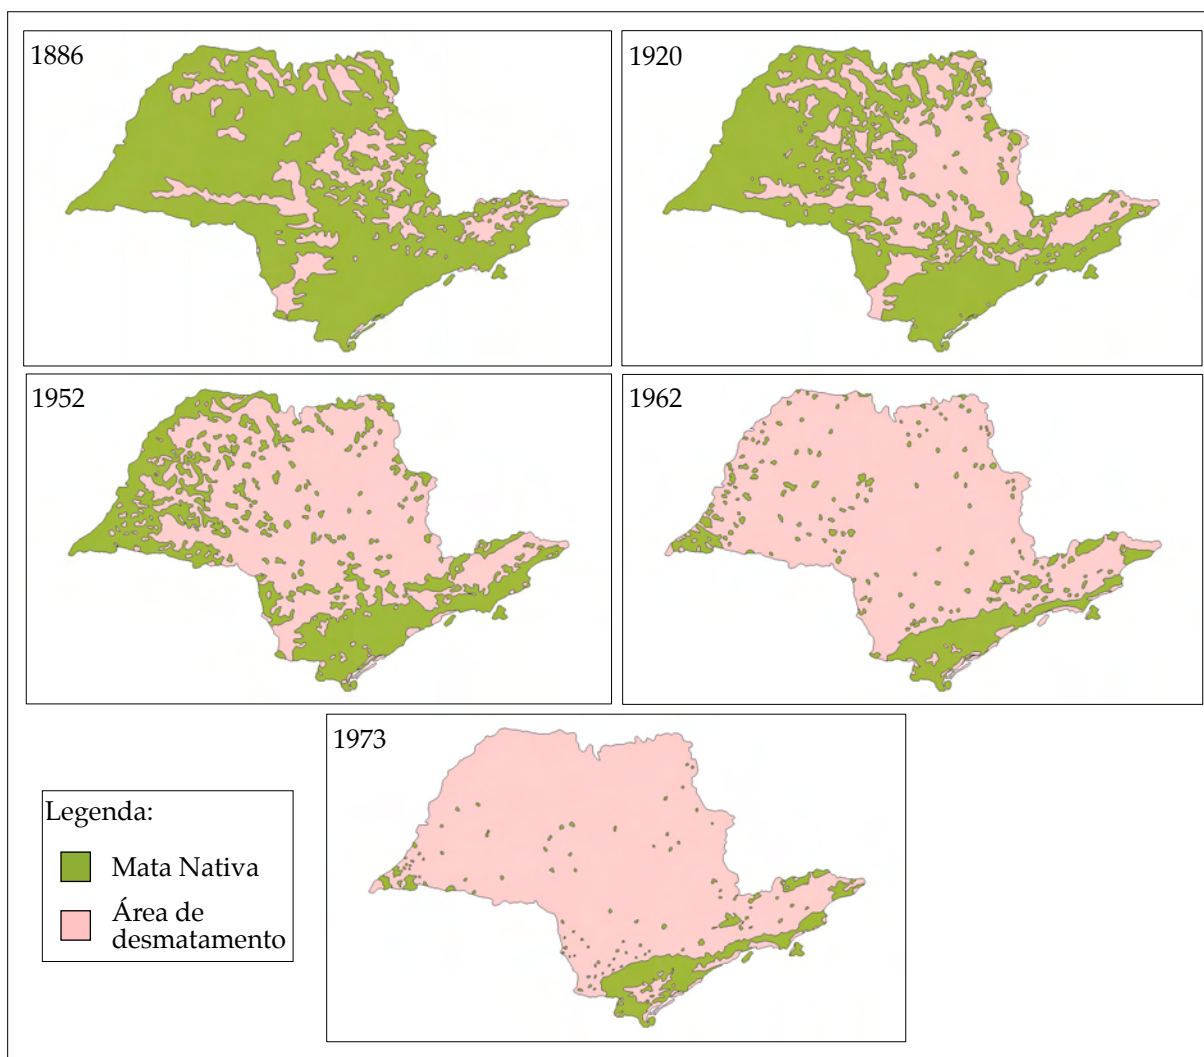 1886
1920
1952
1962
1973
Legenda:
Mata Nativa
Área de
desmatamento